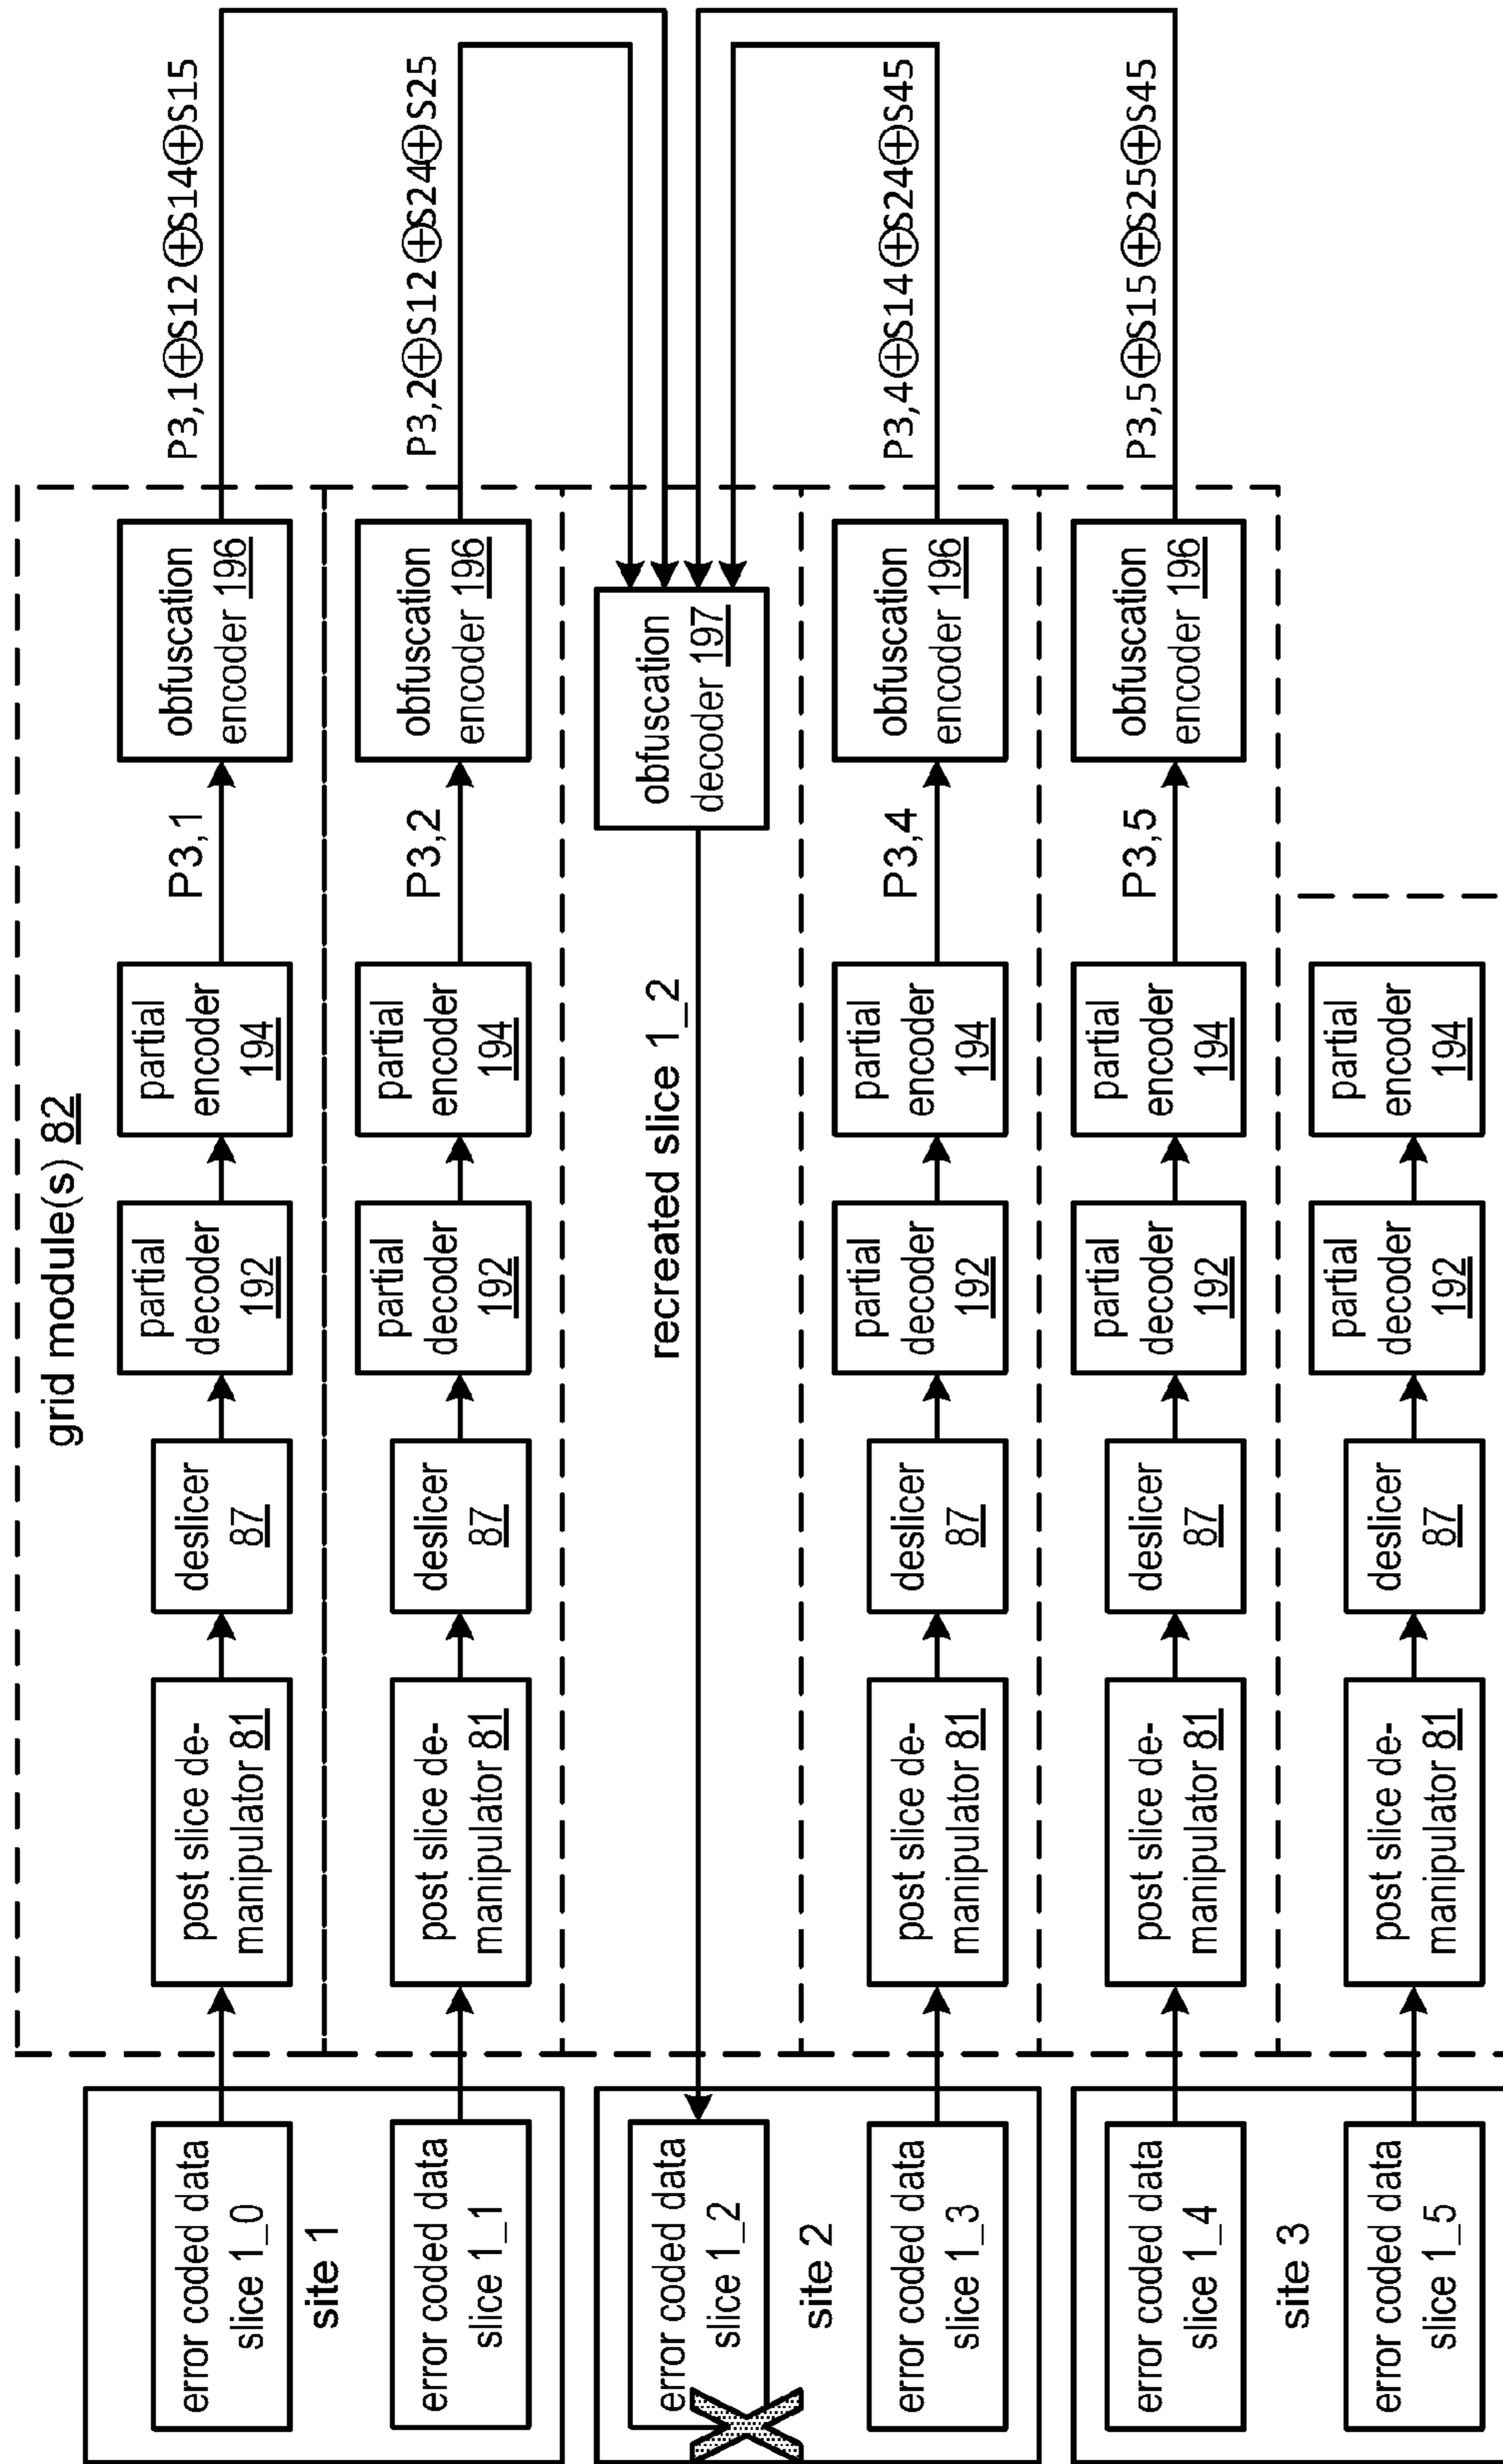 grid module(s) 82
error coded data
slice 1_0
post slice de-
manipulator 81
deslicer
87
partial
decoder
192
partial
encoder
194
P3,1
obfuscation
encoder 196
P3,1⊕S12⊕S14⊕S15
site 1
error coded data
slice 1_1
post slice de-
manipulator 81
deslicer
87
partial
decoder
192
partial
encoder
194
P3,2
obfuscation
encoder 196
P3,2⊕S12⊕S24⊕S25
error coded data
slice 1_2
recreated slice 1_2
obfuscation
decoder 197
site 2
error coded data
slice 1_3
post slice de-
manipulator 81
deslicer
87
partial
decoder
192
partial
encoder
194
P3,4
obfuscation
encoder 196
P3,4⊕S14⊕S24⊕S45
error coded data
slice 1_4
post slice de-
manipulator 81
deslicer
87
partial
decoder
192
partial
encoder
194
P3,5
obfuscation
encoder 196
P3,5⊕S15⊕S25⊕S45
site 3
error coded data
slice 1_5
post slice de-
manipulator 81
deslicer
87
partial
decoder
192
partial
encoder
194